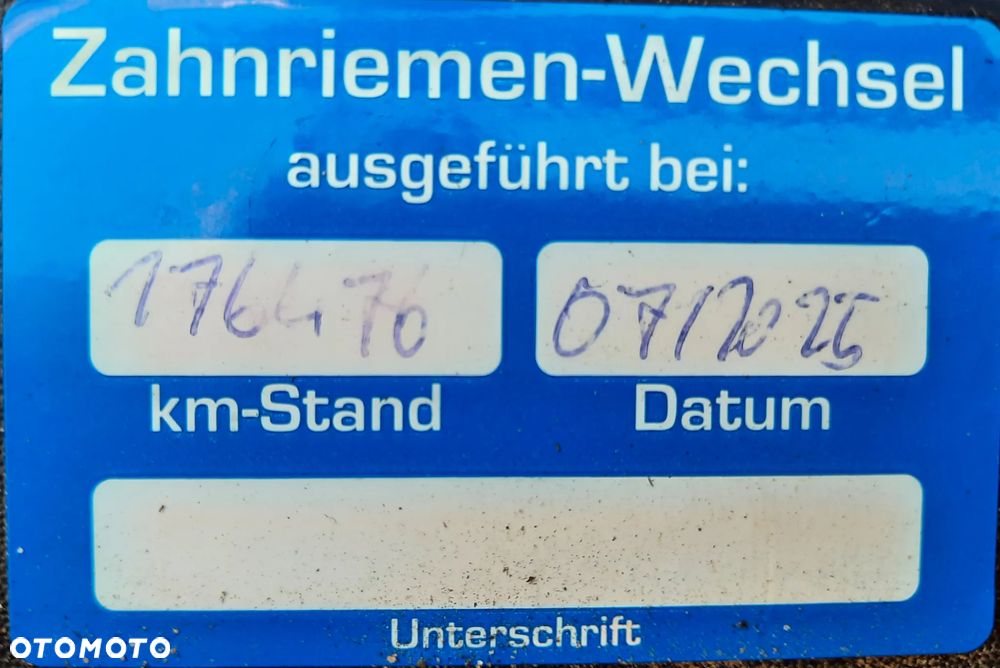 Zahnriemen-Wechsel
ausgeführt bei:
176476 07/2025
km-Stand Datum
Unterschrift
OTOMOTO